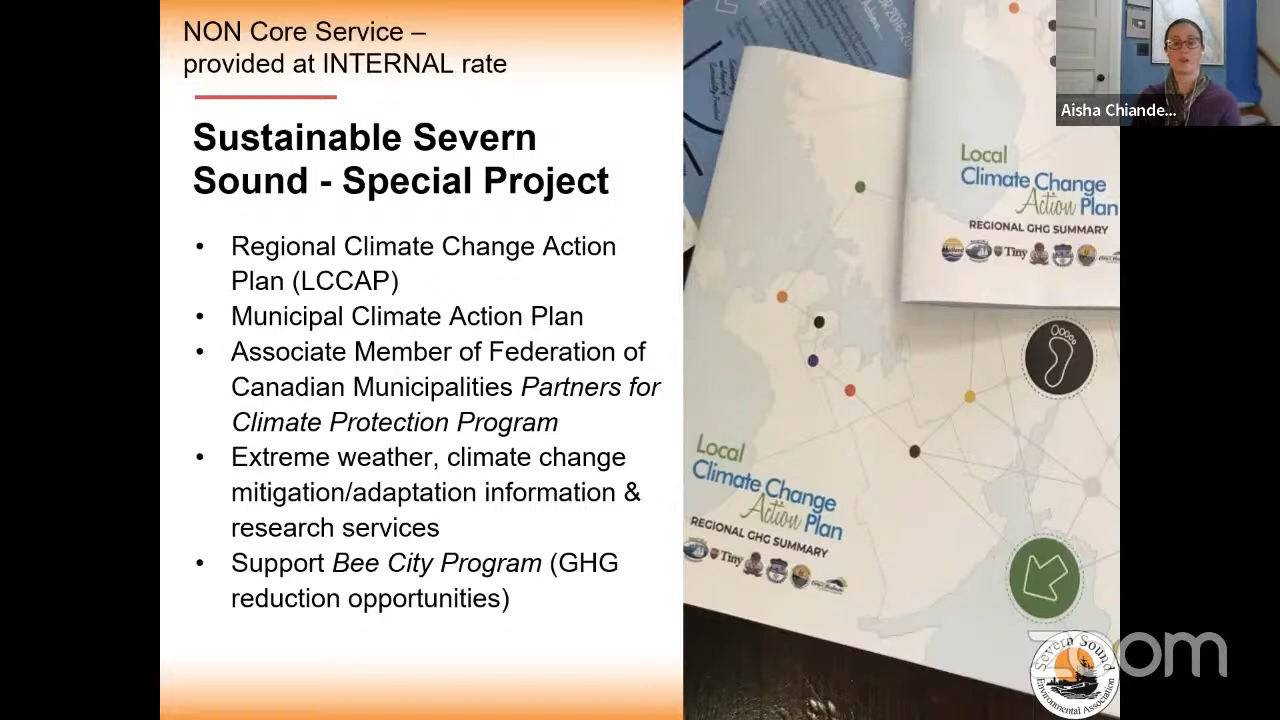 NON Core Service –
provided at INTERNAL rate
Sustainable Severn
Sound - Special Project
• Regional Climate Change Action
Plan (LCCAP)
• Municipal Climate Action Plan
• Associate Member of Federation of
Canadian Municipalities Partners for
Climate Protection Program
• Extreme weather, climate change
mitigation/adaptation information &
research services
• Support Bee City Program (GHG
reduction opportunities)
Aisha Chiande...
Local
Climate Change
Action Plan
REGIONAL GHG SUMMARY
Tiny
Local
Climate Change
Action Plan
REGIONAL GHG SUMMARY
Tiny
Severn Sound
Environmental Association
zoom